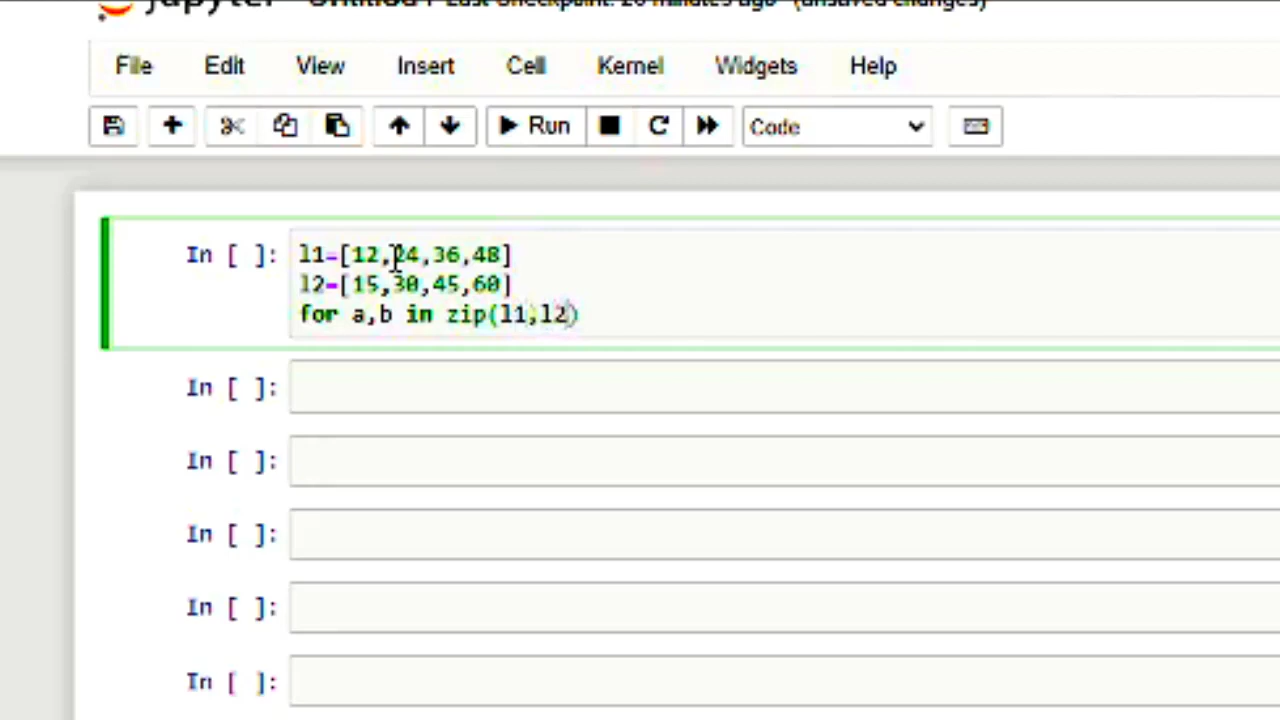 File Edit View Insert Cell Kernel Widgets Help
Run Code
In [ ]: l1=[12,24,36,48]
l2=[15,30,45,60]
for a,b in zip(l1,l2)
In [ ]:
In [ ]:
In [ ]:
In [ ]:
In [ ]: